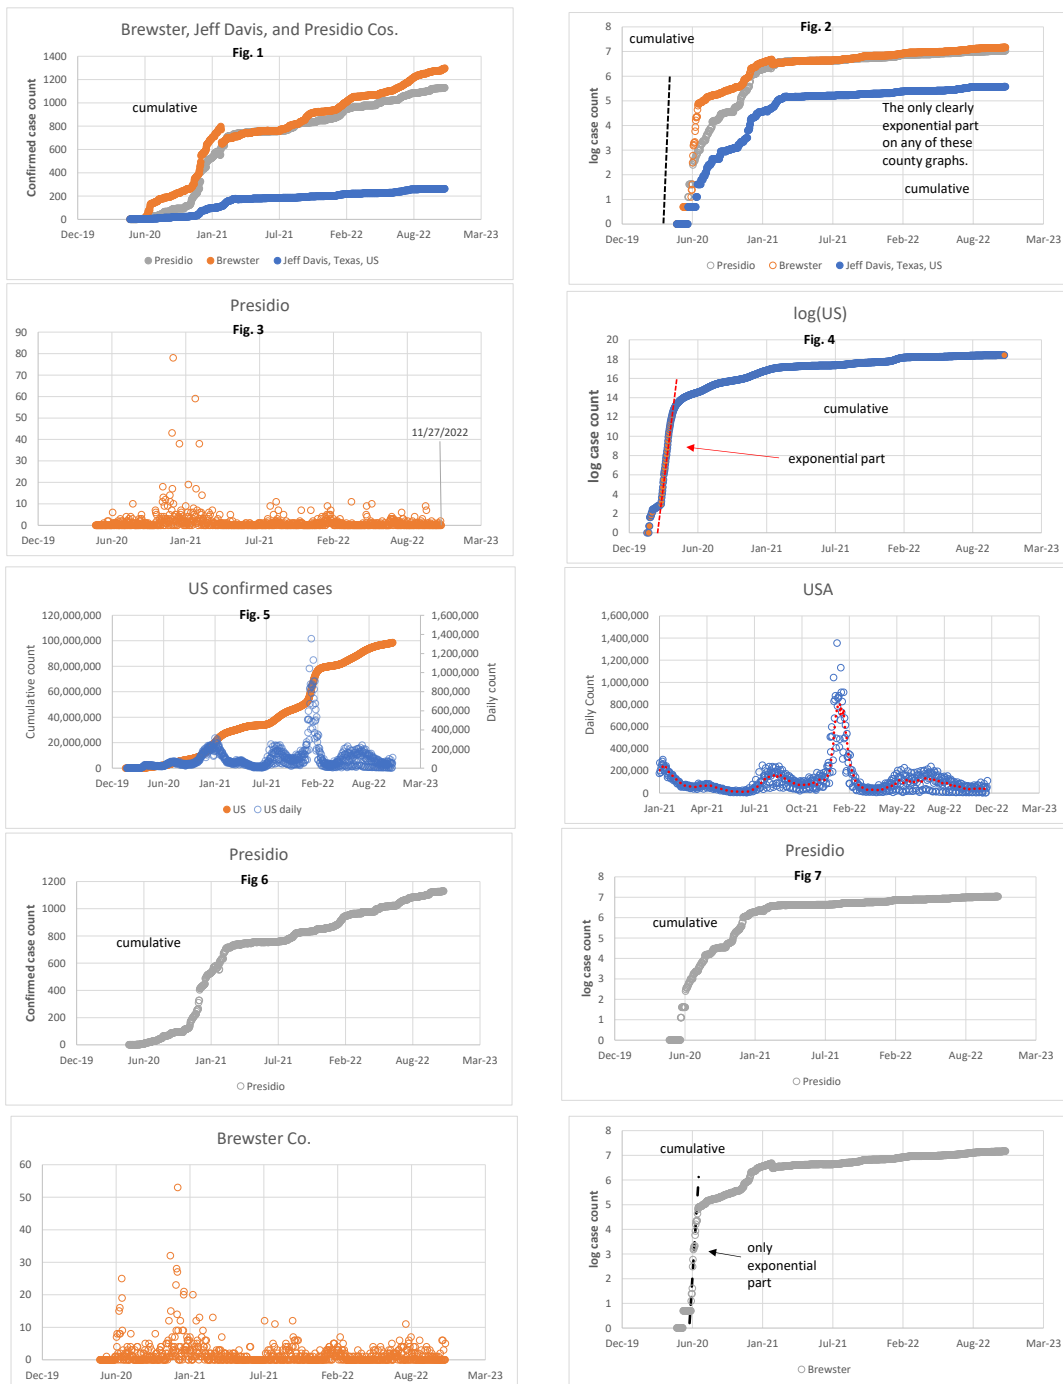 Brewster, Jeff Davis, and Presidio Cos.
Fig. 1
cumulative
Confirmed case count
1400
1200
1000
800
600
400
200
0
Dec-19 Jun-20 Jan-21 Jul-21 Feb-22 Aug-22 Mar-23
Presidio Brewster Jeff Davis, Texas, US
Fig. 2
cumulative
log case count
8
7
6
5
4
3
2
1
0
The only clearly
exponential part
on any of these
county graphs.
cumulative
Dec-19 Jun-20 Jan-21 Jul-21 Feb-22 Aug-22 Mar-23
Presidio Brewster Jeff Davis, Texas, US
Presidio
Fig. 3
90
80
70
60
50
40
30
20
10
0
11/27/2022
Dec-19 Jun-20 Jan-21 Jul-21 Feb-22 Aug-22 Mar-23
log(US)
Fig. 4
log case count
20
18
16
14
12
10
8
6
4
2
0
cumulative
exponential part
Dec-19 Jun-20 Jan-21 Jul-21 Feb-22 Aug-22 Mar-23
US confirmed cases
Fig. 5
Cumulative count
120,000,000
100,000,000
80,000,000
60,000,000
40,000,000
20,000,000
0
1,600,000
1,400,000
1,200,000
1,000,000
800,000
600,000
400,000
200,000
0
Daily count
Dec-19 Jun-20 Jan-21 Jul-21 Feb-22 Aug-22 Mar-23
US US daily
USA
Daily Count
1,600,000
1,400,000
1,200,000
1,000,000
800,000
600,000
400,000
200,000
0
Jan-21 Apr-21 Jul-21 Oct-21 Feb-22 May-22 Aug-22 Dec-22 Mar-23
Presidio
Fig 6
cumulative
Confirmed case count
1200
1000
800
600
400
200
0
Dec-19 Jun-20 Jan-21 Jul-21 Feb-22 Aug-22 Mar-23
Presidio
Presidio
Fig 7
cumulative
log case count
8
7
6
5
4
3
2
1
0
Dec-19 Jun-20 Jan-21 Jul-21 Feb-22 Aug-22 Mar-23
Presidio
Brewster Co.
60
50
40
30
20
10
0
Dec-19 Jun-20 Jan-21 Jul-21 Feb-22 Aug-22 Mar-23
cumulative
log case count
8
7
6
5
4
3
2
1
0
only
exponential
part
Dec-19 Jun-20 Jan-21 Jul-21 Feb-22 Aug-22 Mar-23
Brewster